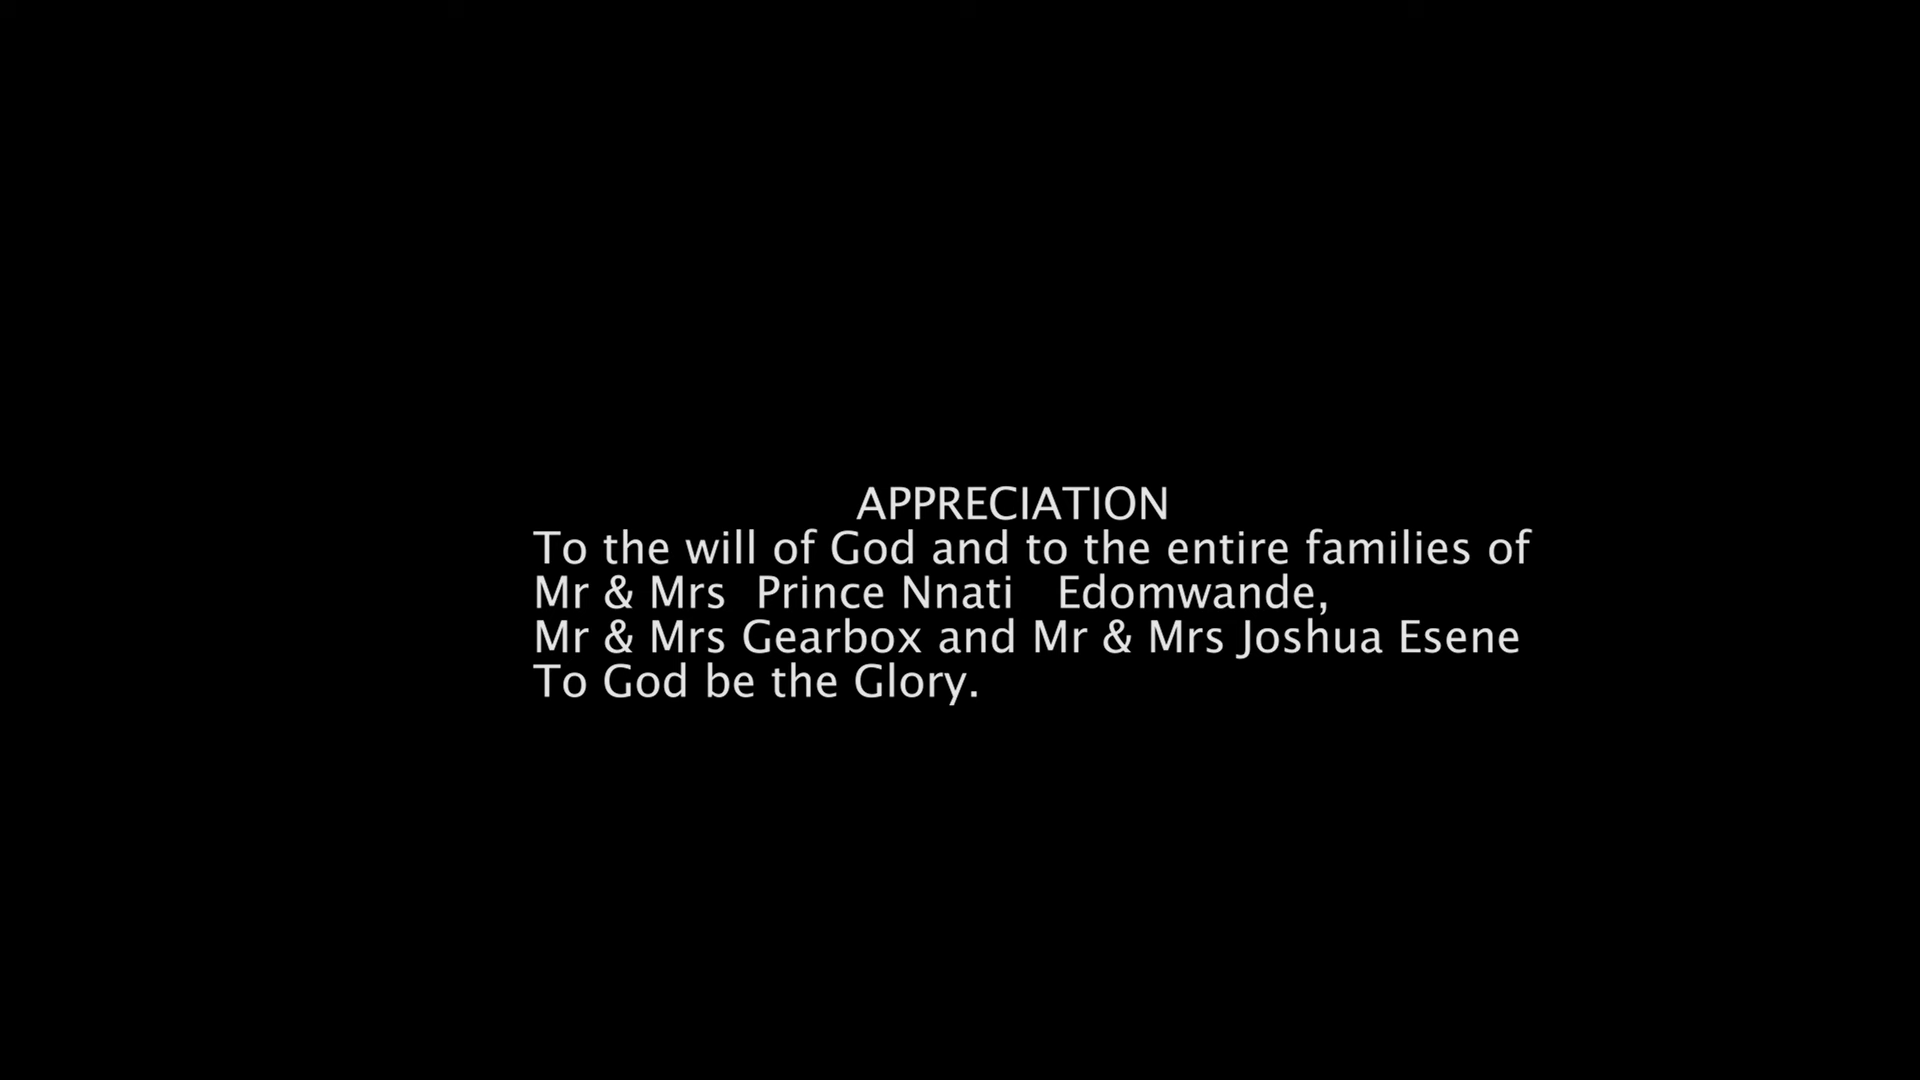 APPRECIATION
To the will of God and to the entire families of
Mr & Mrs  Prince Nnati   Edomwande,
Mr & Mrs Gearbox and Mr & Mrs Joshua Esene
To God be the Glory.